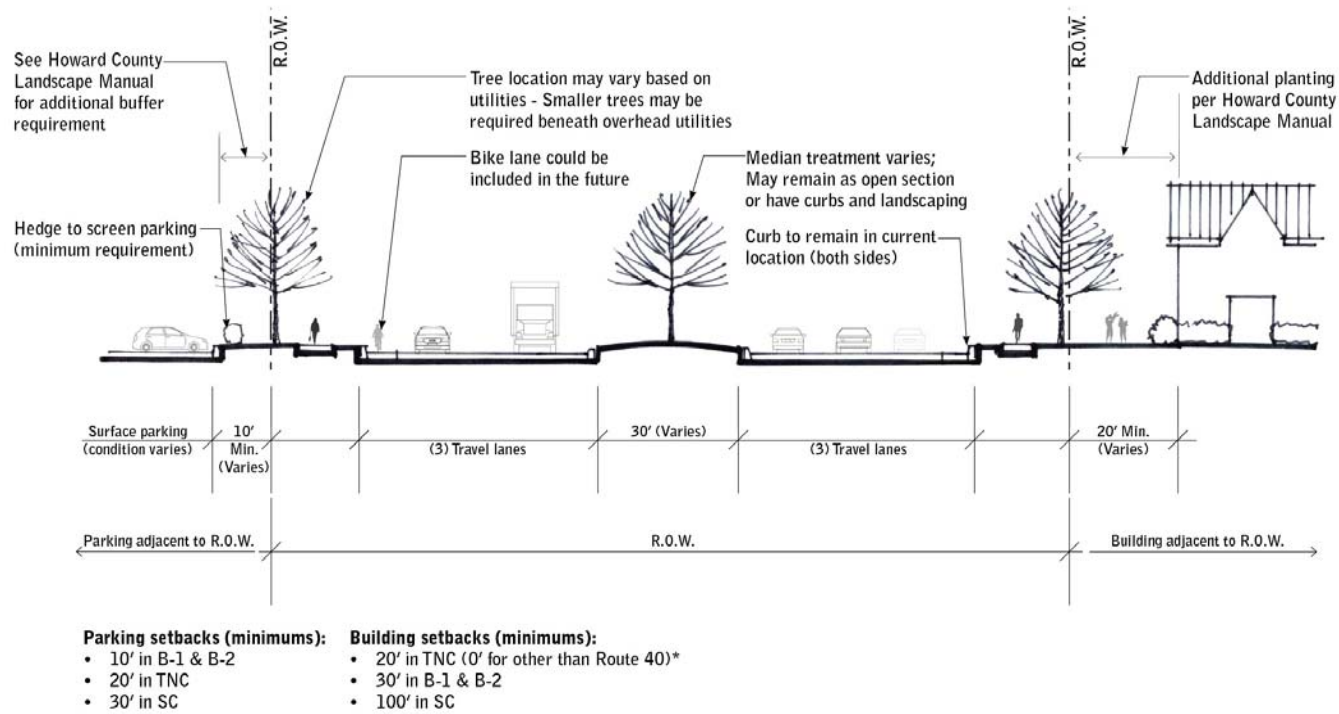 R.O.W.
R.O.W.
See Howard County
Landscape Manual
for additional buffer
requirement
Tree location may vary based on
utilities - Smaller trees may be
required beneath overhead utilities
Additional planting
per Howard County
Landscape Manual
Bike lane could be
included in the future
Median treatment varies;
May remain as open section
or have curbs and landscaping
Hedge to screen parking
(minimum requirement)
Curb to remain in current
location (both sides)
Surface parking
(condition varies)
10' 
Min.
(Varies)
(3) Travel lanes
30' (Varies)
(3) Travel lanes
20' Min.
(Varies)
Parking adjacent to R.O.W.
R.O.W.
Building adjacent to R.O.W.
Parking setbacks (minimums):
• 10' in B-1 & B-2
• 20' in TNC
• 30' in SC
Building setbacks (minimums):
• 20' in TNC (0' for other than Route 40)*
• 30' in B-1 & B-2
• 100' in SC